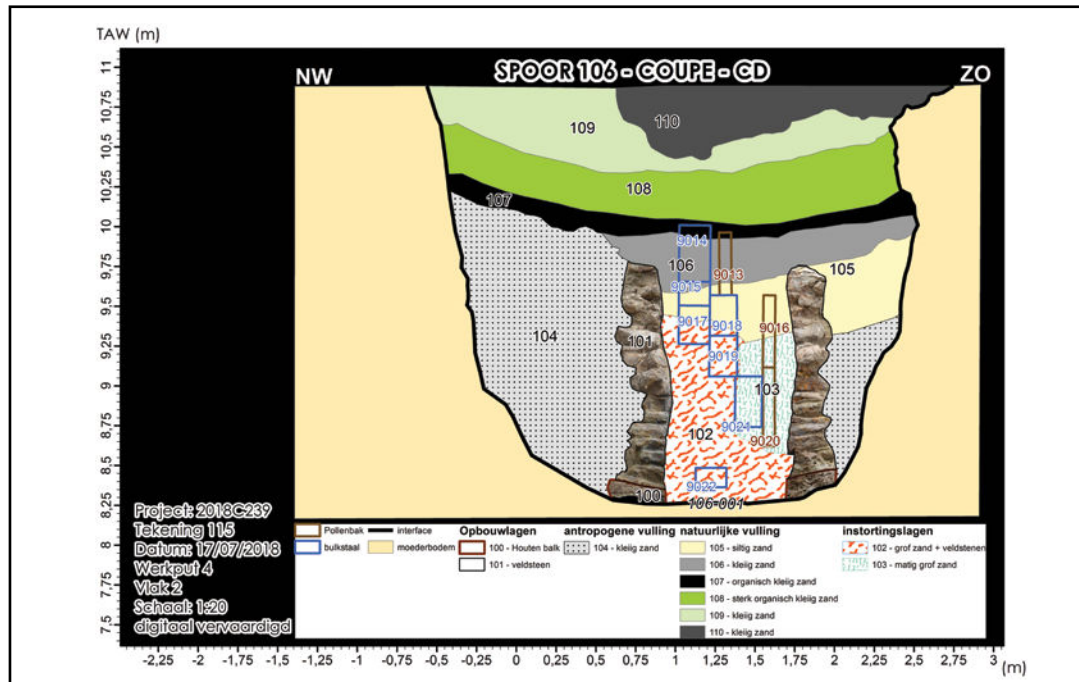 TAW (m)
NW
SPOOR 106 - COUPE - CD
ZO
11
10,75
10,5
10,25
10
9,75
9,5
9,25
9
8,75
8,5
8,25
8
7,75
7,5
110
109
108
107
9014
106
9013
105
9015
9016
9017
9018
104
101
9019
103
102
9021
9020
9022
100
106-001
Project: 2018C239
Tekening 115
Datum: 17/07/2018
Werkput 4
Vlak 2
Schaal: 1:20
digitaal vervaardigd
Pollenbak
bulkstaal
interface
moederbodem
Opbouwlagen
100 - Houten balk
101 - veldsteen
antropogene vulling
104 - kleiig zand
natuurlijke vulling
105 - siltig zand
106 - kleiig zand
107 - organisch kleiig zand
108 - sterk organisch kleiig zand
109 - kleiig zand
110 - kleiig zand
instortingslagen
102 - grof zand + veldstenen
103 - matig grof zand
-2,25 -2 -1,75 -1,5 -1,25 -1 -0,75 -0,5 -0,25 0 0,25 0,5 0,75 1 1,25 1,5 1,75 2 2,25 2,5 2,75 3
(m)